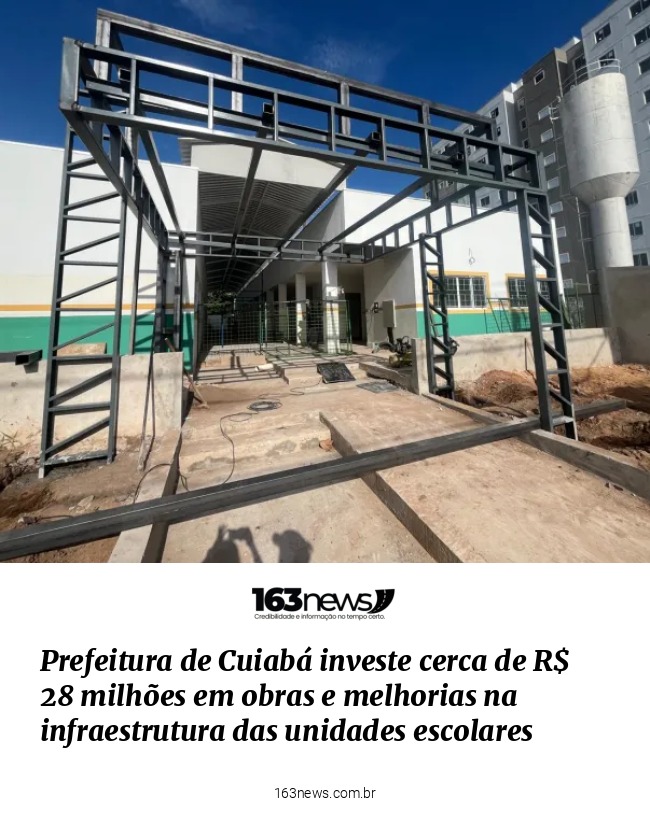 163news
Credibilidade e informação no tempo certo.
Prefeitura de Cuiabá investe cerca de R$
28 milhões em obras e melhorias na
infraestrutura das unidades escolares
163news.com.br